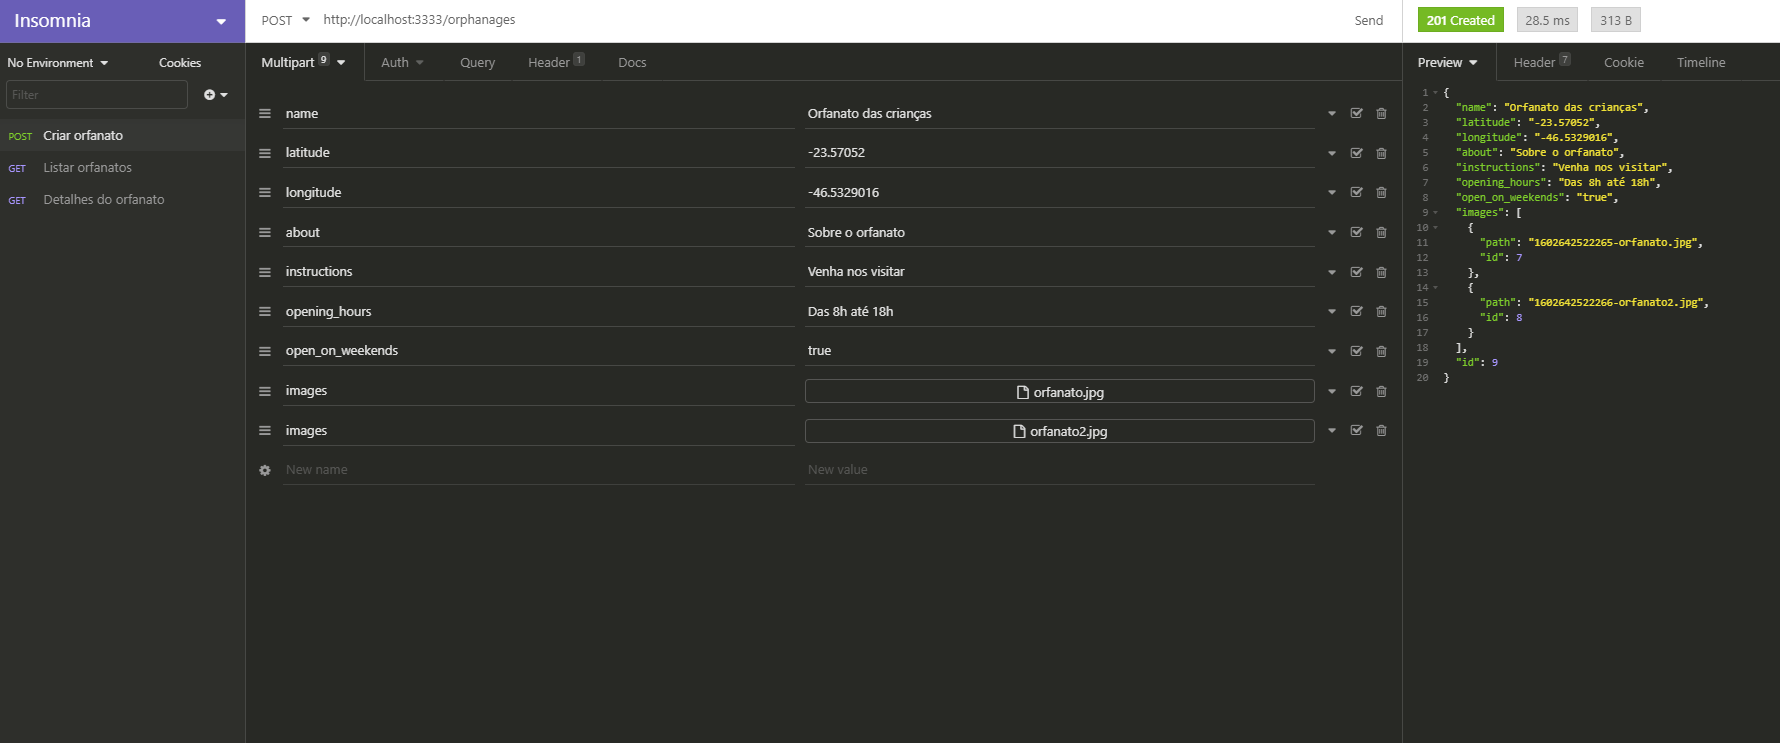 Insomnia
POST http://localhost:3333/orphanages Send
201 Created 28.5 ms 313 B
No Environment Cookies
Filter
POST Criar orfanato
GET Listar orfanatos
GET Detalhes do orfanato
Multipart 9 Auth Query Header 1 Docs
name Orfanato das crianças
latitude -23.57052
longitude -46.5329016
about Sobre o orfanato
instructions Venha nos visitar
opening_hours Das 8h até 18h
open_on_weekends true
images orfanato.jpg
images orfanato2.jpg
New name New value
Preview Header 7 Cookie Timeline
1 {
2 "name": "Orfanato das crianças",
3 "latitude": "-23.57052",
4 "longitude": "-46.5329016",
5 "about": "Sobre o orfanato",
6 "instructions": "Venha nos visitar",
7 "opening_hours": "Das 8h até 18h",
8 "open_on_weekends": "true",
9 "images": [
10 {
11 "path": "1602642522265-orfanato.jpg",
12 "id": 7
13 },
14 {
15 "path": "1602642522266-orfanato2.jpg",
16 "id": 8
17 }
18 ],
19 "id": 9
20 }